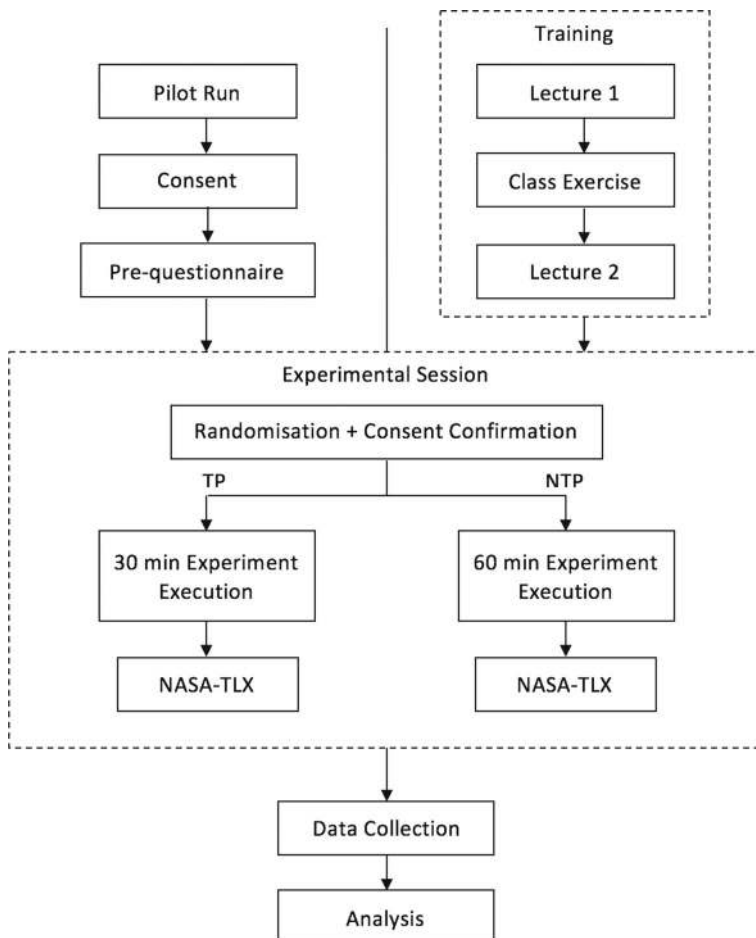 Pilot Run
Consent
Pre-questionnaire
Training
Lecture 1
Class Exercise
Lecture 2
Experimental Session
Randomisation + Consent Confirmation
TP
NTP
30 min Experiment
Execution
60 min Experiment
Execution
NASA-TLX
NASA-TLX
Data Collection
Analysis